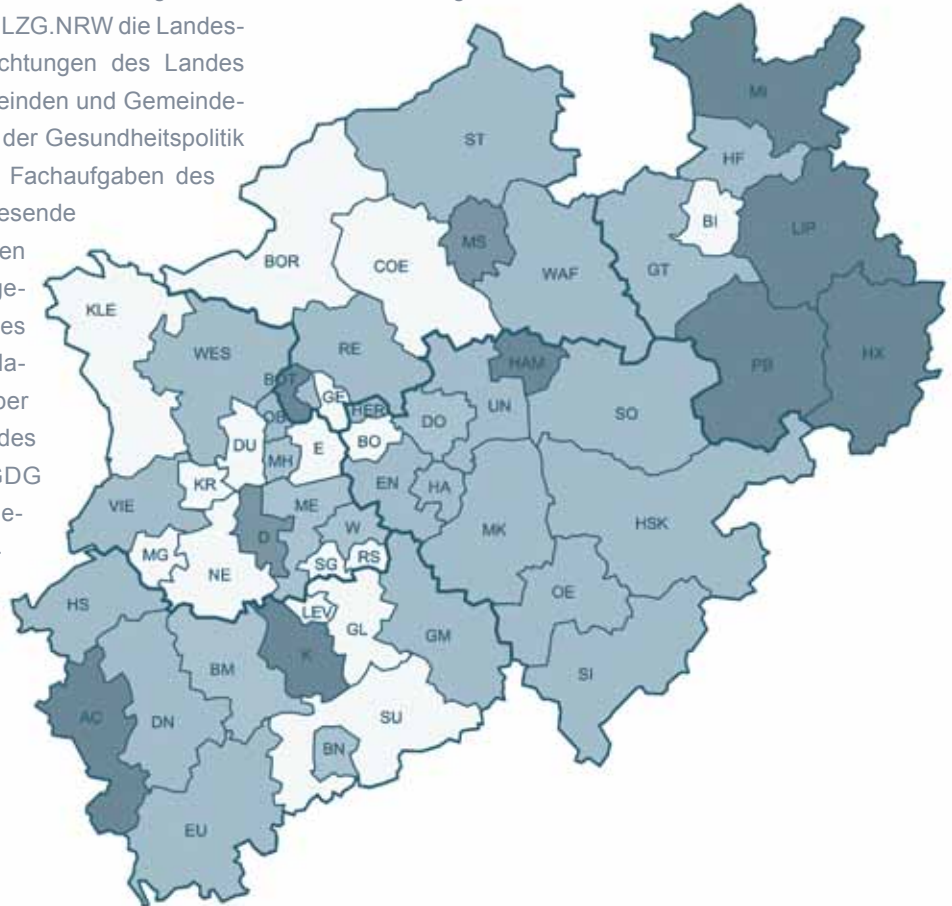 LZG.NRW die Landes-
chtungen des Landes
einden und Gemeinde-
der Gesundheitspolitik
Fachaufgaben des
esende
en
ge-
es
la-
ber
des
GDG
e-
MI
ST
HF
BI
LIP
MS
BOR
COE
WAF
GT
KLE
WES
RE
HAM
PB
HX
BOT
GE
OB
HER
DO
UN
SO
DU
E
BO
MH
KR
EN
HA
VIE
ME
MK
HSK
D
W
MG
NE
SG
RS
HS
LEV
GL
OE
GM
K
BM
SI
AC
DN
SU
BN
EU